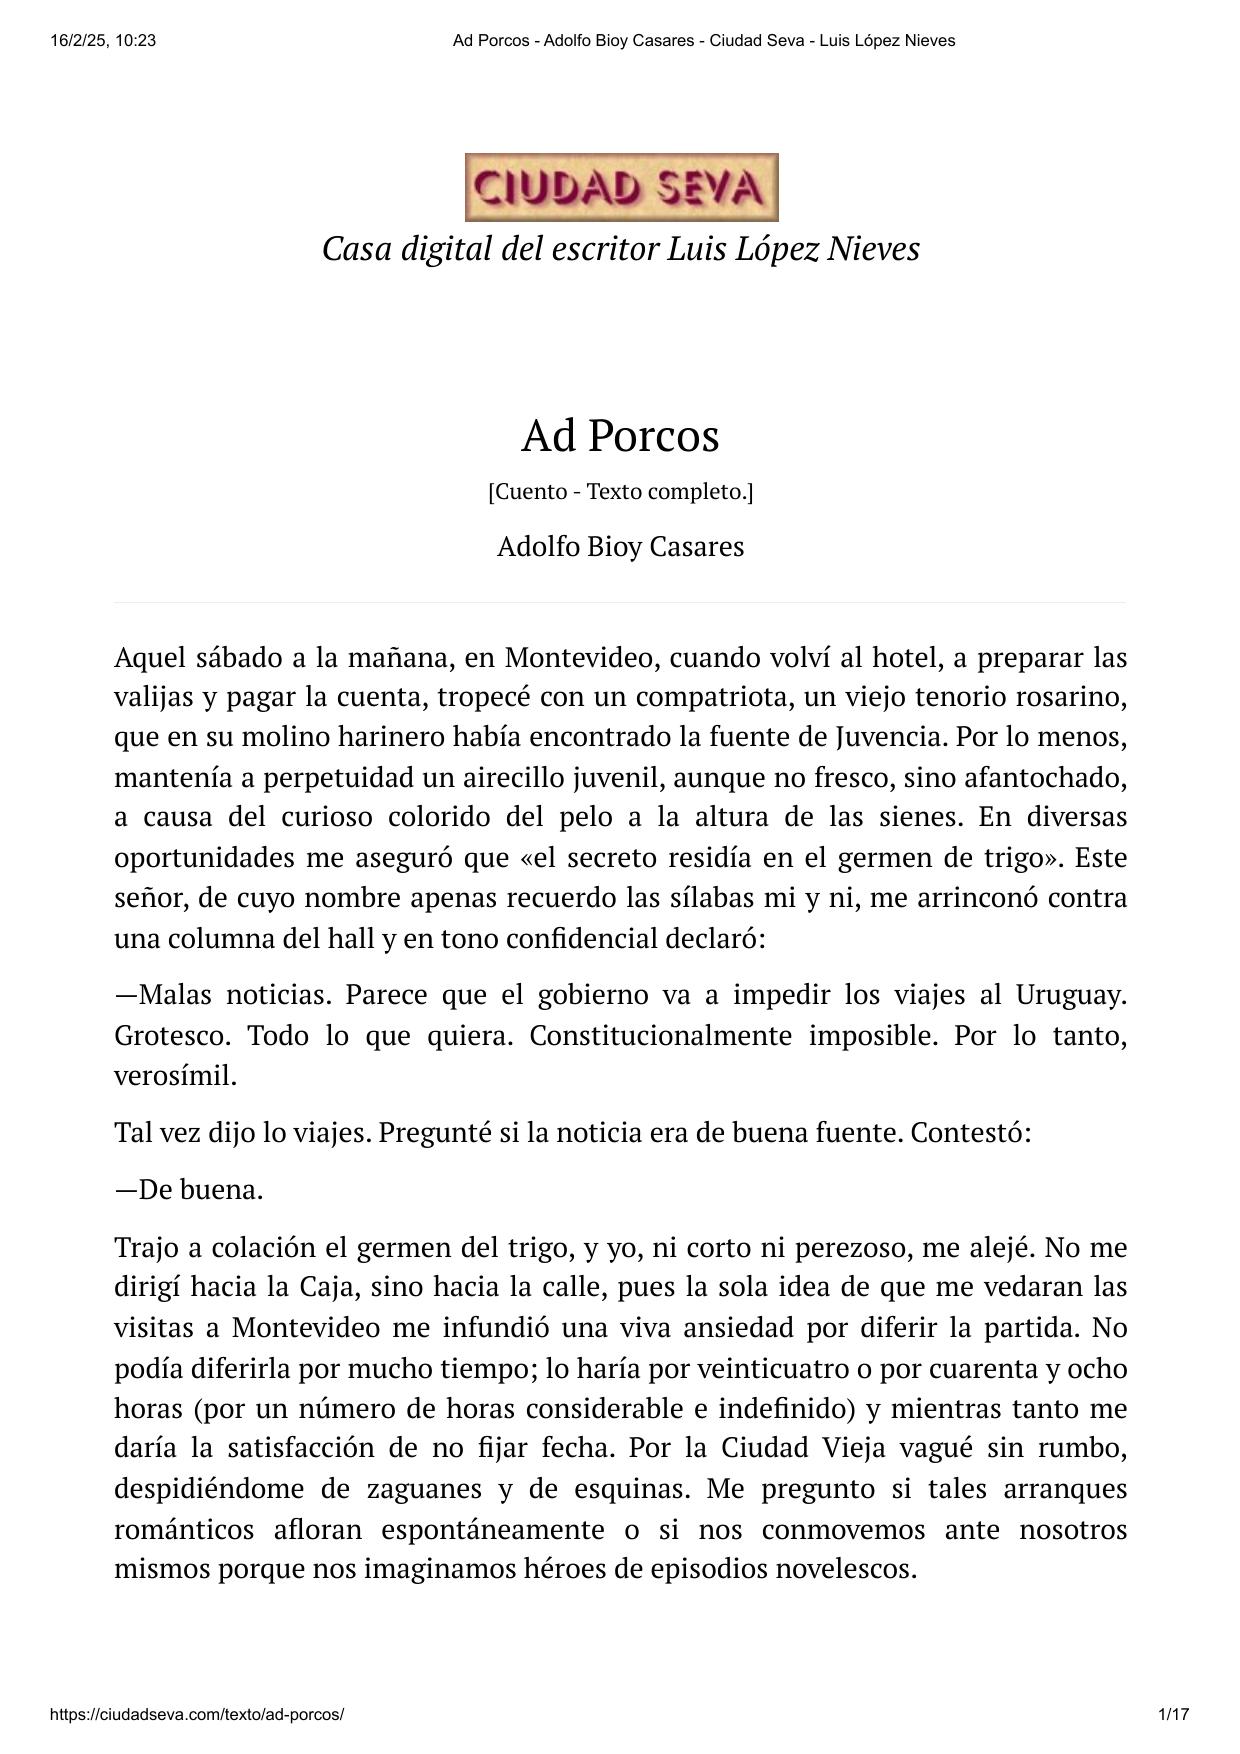 16/2/25, 10:23
Ad Porcos - Adolfo Bioy Casares - Ciudad Seva - Luis López Nieves
CIUDAD SEVA
Casa digital del escritor Luis López Nieves
Ad Porcos
[Cuento - Texto completo.]
Adolfo Bioy Casares
Aquel sábado a la mañana, en Montevideo, cuando volví al hotel, a preparar las
valijas y pagar la cuenta, tropecé con un compatriota, un viejo tenorio rosarino,
que en su molino harinero había encontrado la fuente de Juvencia. Por lo menos,
mantenía a perpetuidad un airecillo juvenil, aunque no fresco, sino afantochado,
a causa del curioso colorido del pelo a la altura de las sienes. En diversas
oportunidades me aseguró que «el secreto residía en el germen de trigo». Este
señor, de cuyo nombre apenas recuerdo las sílabas mi y ni, me arrinconó contra
una columna del hall y en tono confidencial declaró:
—Malas noticias. Parece que el gobierno va a impedir los viajes al Uruguay.
Grotesco. Todo lo que quiera. Constitucionalmente imposible. Por lo tanto,
verosímil.
Tal vez dijo lo viajes. Pregunté si la noticia era de buena fuente. Contestó:
—De buena.
Trajo a colación el germen del trigo, y yo, ni corto ni perezoso, me alejé. No me
dirigí hacia la Caja, sino hacia la calle, pues la sola idea de que me vedaran las
visitas a Montevideo me infundió una viva ansiedad por diferir la partida. No
podía diferirla por mucho tiempo; lo haría por veinticuatro o por cuarenta y ocho
horas (por un número de horas considerable e indefinido) y mientras tanto me
daría la satisfacción de no fijar fecha. Por la Ciudad Vieja vagué sin rumbo,
despidiéndome de zaguanes y de esquinas. Me pregunto si tales arranques
románticos afloran espontáneamente o si nos conmovemos ante nosotros
mismos porque nos imaginamos héroes de episodios novelescos.
https://ciudadseva.com/texto/ad-porcos/
1/17